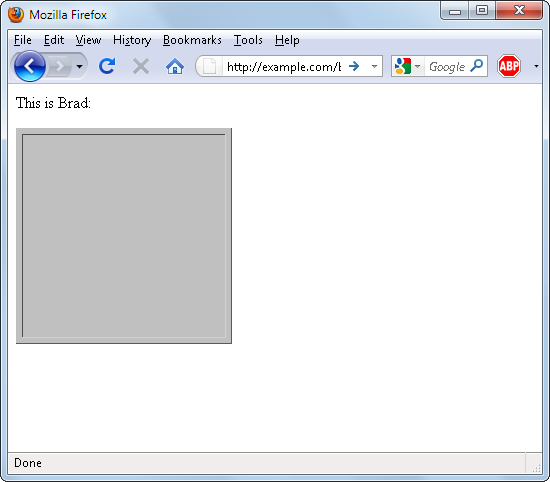 Mozilla Firefox
File Edit View History Bookmarks Tools Help
http://example.com/b Google ABP
This is Brad:
Done